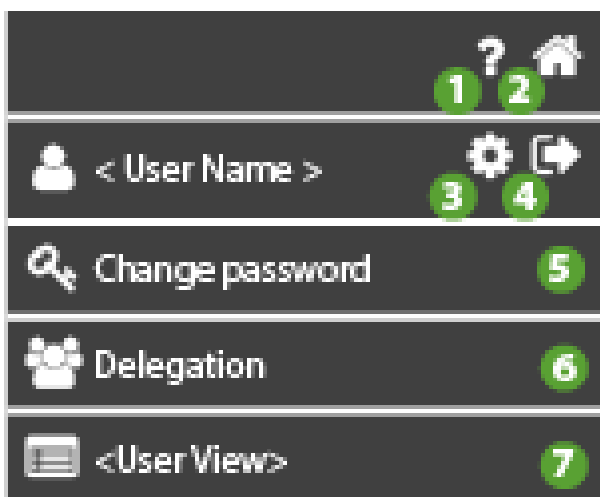 ? 
1 2
< User Name >
3 4
Change password 5
Delegation 6
<User View> 7